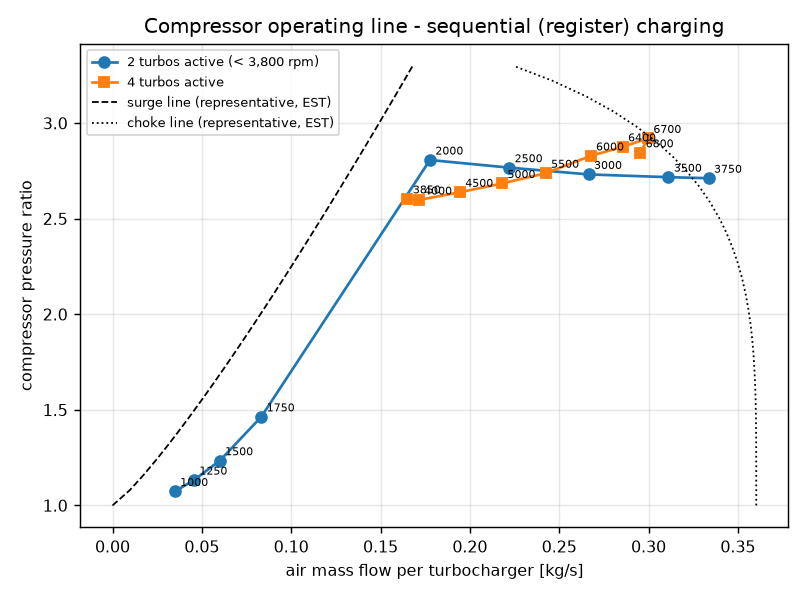 Compressor operating line - sequential (register) charging
2 turbos active (< 3,800 rpm)
4 turbos active
surge line (representative, EST)
choke line (representative, EST)
compressor pressure ratio
3.0
2.5
2.0
1.5
1.0
6700
6400
6800
6000
2000
2500
5500
3000
3500
3750
5000
4500
3850
4000
1750
1500
1250
1000
0.00 0.05 0.10 0.15 0.20 0.25 0.30 0.35
air mass flow per turbocharger [kg/s]